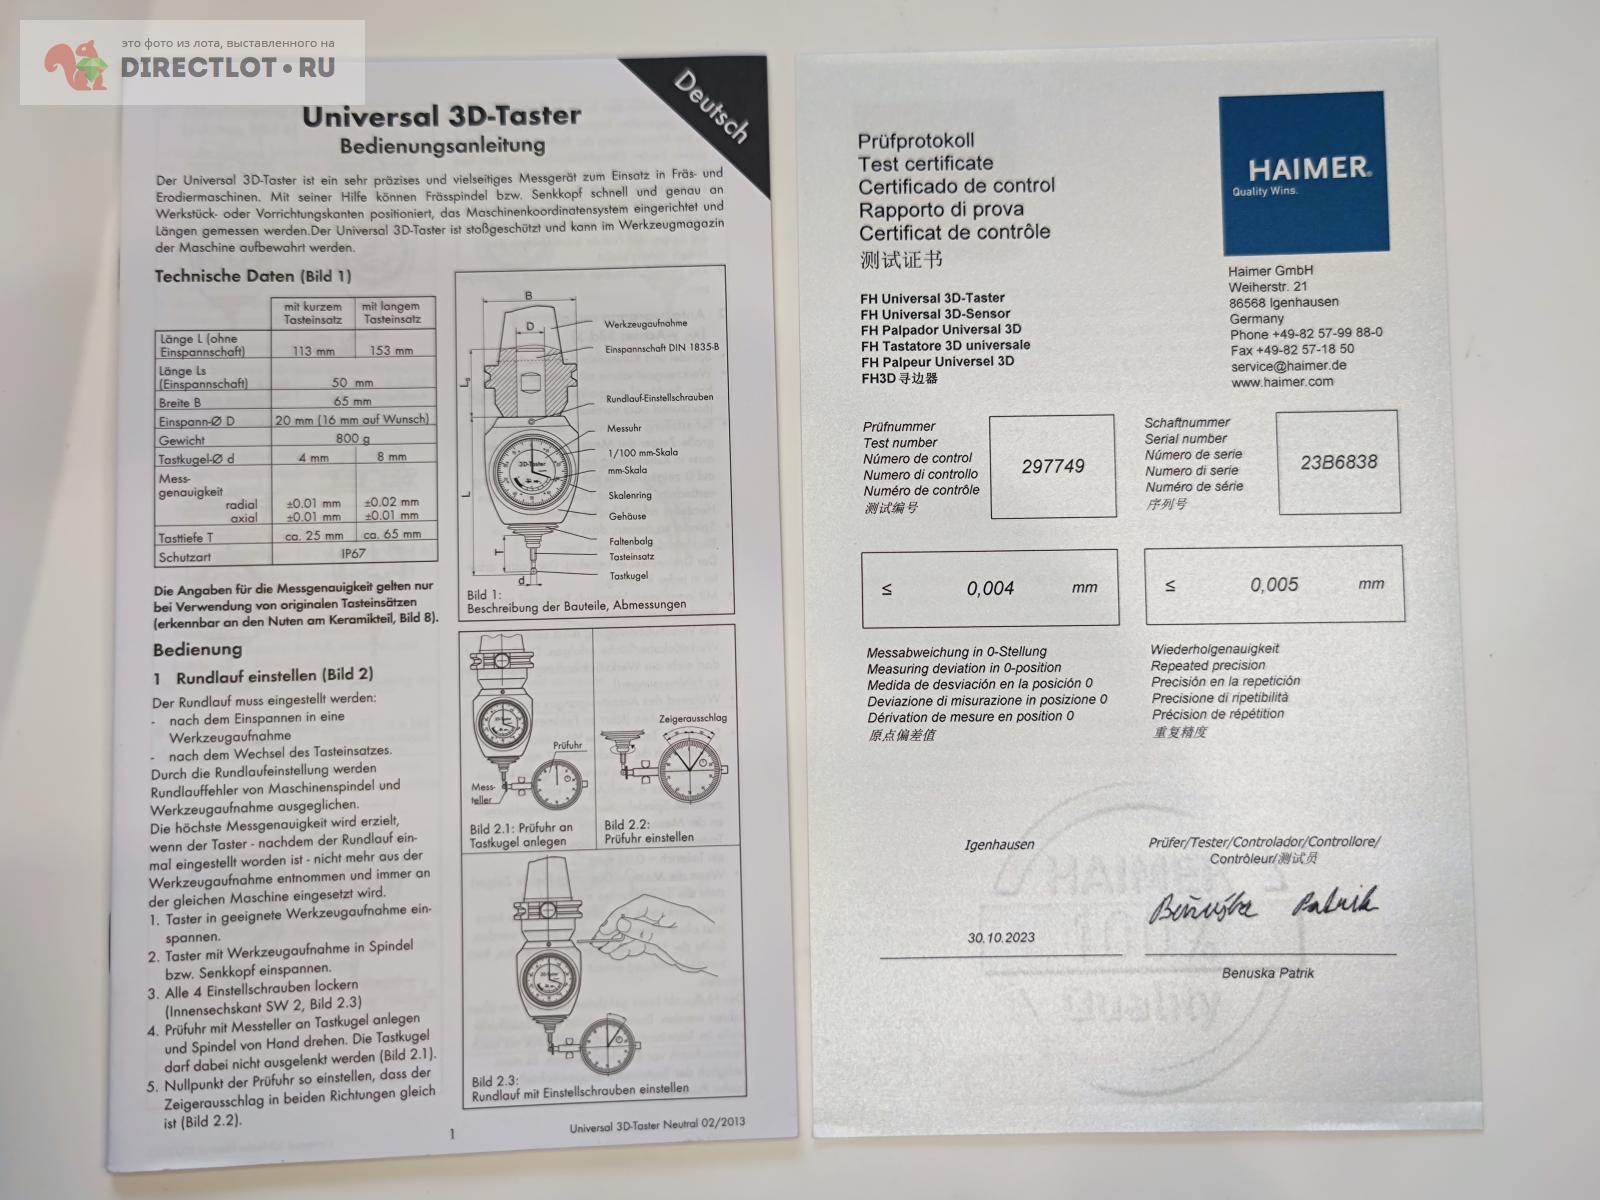 это фото из лота, выставленного на
DIRECTLOT.RU
Deutsch
Universal 3D-Taster
Bedienungsanleitung
Der Universal 3D-Taster ist ein sehr präzises und vielseitiges Messgerät zum Einsatz in Fräs- und
Erodiermaschinen. Mit seiner Hilfe können Frässpindel bzw. Senkkopf schnell und genau an
Werkstück- oder Vorrichtungskanten positioniert, das Maschinenkoordinatensystem eingerichtet und
Längen gemessen werden.Der Universal 3D-Taster ist stoßgeschützt und kann im Werkzeugmagazin
der Maschine aufbewahrt werden.
Technische Daten (Bild 1)
mit kurzem Tasteinsatz
mit langem Tasteinsatz
Länge L (ohne Einspannschaft) 113 mm 153 mm
Länge Ls (Einspannschaft) 50 mm
Breite B 65 mm
Einspann-Ø D 20 mm (16 mm auf Wunsch)
Gewicht 800 g
Tastkugel-Ø d 4 mm 8 mm
Mess-
genauigkeit
radial ±0.01 mm ±0.02 mm
axial ±0.01 mm ±0.01 mm
Tasttiefe T ca. 25 mm ca. 65 mm
Schutzart IP67
Die Angaben für die Messgenauigkeit gelten nur
bei Verwendung von originalen Tasteinsätzen
(erkennbar an den Nuten am Keramikteil, Bild 8).
Bedienung
1 Rundlauf einstellen (Bild 2)
Der Rundlauf muss eingestellt werden:
- nach dem Einspannen in eine
Werkzeugaufnahme
- nach dem Wechsel des Tasteinsatzes.
Durch die Rundlaufeinstellung werden
Rundlauffehler von Maschinenspindel und
Werkzeugaufnahme ausgeglichen.
Die höchste Messgenauigkeit wird erzielt,
wenn der Taster - nachdem der Rundlauf ein-
mal eingestellt worden ist - nicht mehr aus der
Werkzeugaufnahme entnommen und immer an
der gleichen Maschine eingesetzt wird.
1. Taster in geeignete Werkzeugaufnahme ein-
spannen.
2. Taster mit Werkzeugaufnahme in Spindel
bzw. Senkkopf einspannen.
3. Alle 4 Einstellschrauben lockern
(Innensechskant SW 2, Bild 2.3)
4. Prüfuhr mit Messteller an Tastkugel anlegen
und Spindel von Hand drehen. Die Tastkugel
darf dabei nicht ausgelenkt werden (Bild 2.1).
5. Nullpunkt der Prüfuhr so einstellen, dass der
Zeigerausschlag in beiden Richtungen gleich
ist (Bild 2.2).
B
D
Ls
L
T
d
3D-Taster
Werkzeugaufnahme
Einspannschaft DIN 1835-B
Rundlauf-Einstellschrauben
Messuhr
1/100 mm-Skala
mm-Skala
Skalenring
Gehäuse
Faltenbalg
Tasteinsatz
Tastkugel
Bild 1:
Beschreibung der Bauteile, Abmessungen
Prüfuhr
Mess-
teller
Bild 2.1: Prüfuhr an
Tastkugel anlegen
Zeigerausschlag
Bild 2.2:
Prüfuhr einstellen
Bild 2.3:
Rundlauf mit Einstellschrauben einstellen
1
Universal 3D-Taster Neutral 02/2013
Prüfprotokoll
Test certificate
Certificado de control
Rapporto di prova
Certificat de contrôle
测试证书
HAIMER®
Quality Wins.
FH Universal 3D-Taster
FH Universal 3D-Sensor
FH Palpador Universal 3D
FH Tastatore 3D universale
FH Palpeur Universel 3D
FH3D 寻边器
Haimer GmbH
Weiherstr. 21
86568 Igenhausen
Germany
Phone +49-82 57-99 88-0
Fax +49-82 57-18 50
service@haimer.de
www.haimer.com
Prüfnummer
Test number
Número de control
Numero di controllo
Numéro de contrôle
测试编号
297749
Schaftnummer
Serial number
Número de serie
Numero di serie
Numéro de série
序列号
23B6838
≤ 0,004 mm
≤ 0,005 mm
Messabweichung in 0-Stellung
Measuring deviation in 0-position
Medida de desviación en la posición 0
Deviazione di misurazione in posizione 0
Dérivation de mesure en position 0
原点偏差值
Wiederholgenauigkeit
Repeated precision
Precisión en la repetición
Precisione di ripetibilità
Précision de répétition
重复精度
Igenhausen
30.10.2023
Prüfer/Tester/Controlador/Controllore/
Contrôleur/测试员
Benuska Patrik
Benuska Patrik